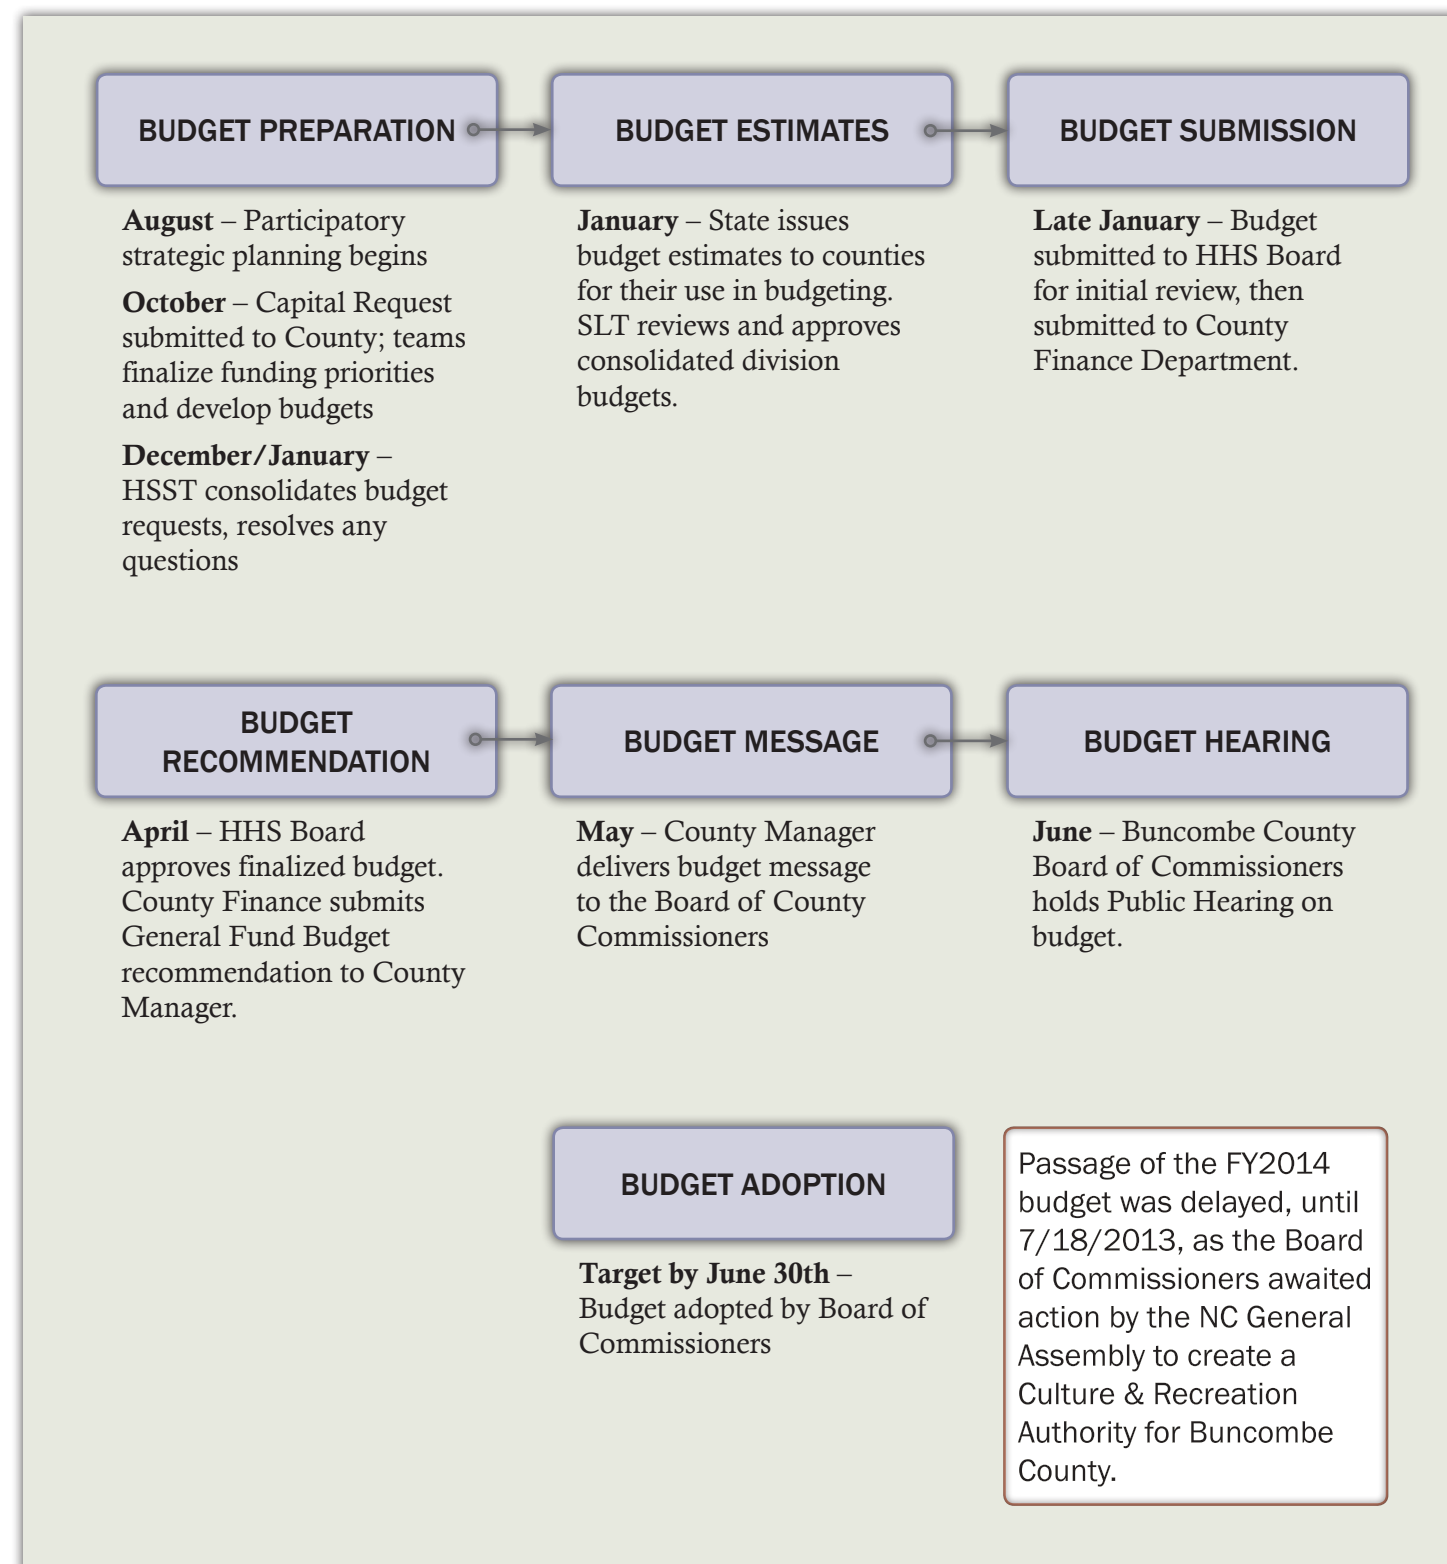 BUDGET PREPARATION
August – Participatory
strategic planning begins
October – Capital Request
submitted to County; teams
finalize funding priorities
and develop budgets
December/January –
HSST consolidates budget
requests, resolves any
questions
BUDGET ESTIMATES
January – State issues
budget estimates to counties
for their use in budgeting.
SLT reviews and approves
consolidated division
budgets.
BUDGET SUBMISSION
Late January – Budget
submitted to HHS Board
for initial review, then
submitted to County
Finance Department.
BUDGET
RECOMMENDATION
April – HHS Board
approves finalized budget.
County Finance submits
General Fund Budget
recommendation to County
Manager.
BUDGET MESSAGE
May – County Manager
delivers budget message
to the Board of County
Commissioners
BUDGET HEARING
June – Buncombe County
Board of Commissioners
holds Public Hearing on
budget.
BUDGET ADOPTION
Target by June 30th –
Budget adopted by Board of
Commissioners
Passage of the FY2014
budget was delayed, until
7/18/2013, as the Board
of Commissioners awaited
action by the NC General
Assembly to create a
Culture & Recreation
Authority for Buncombe
County.